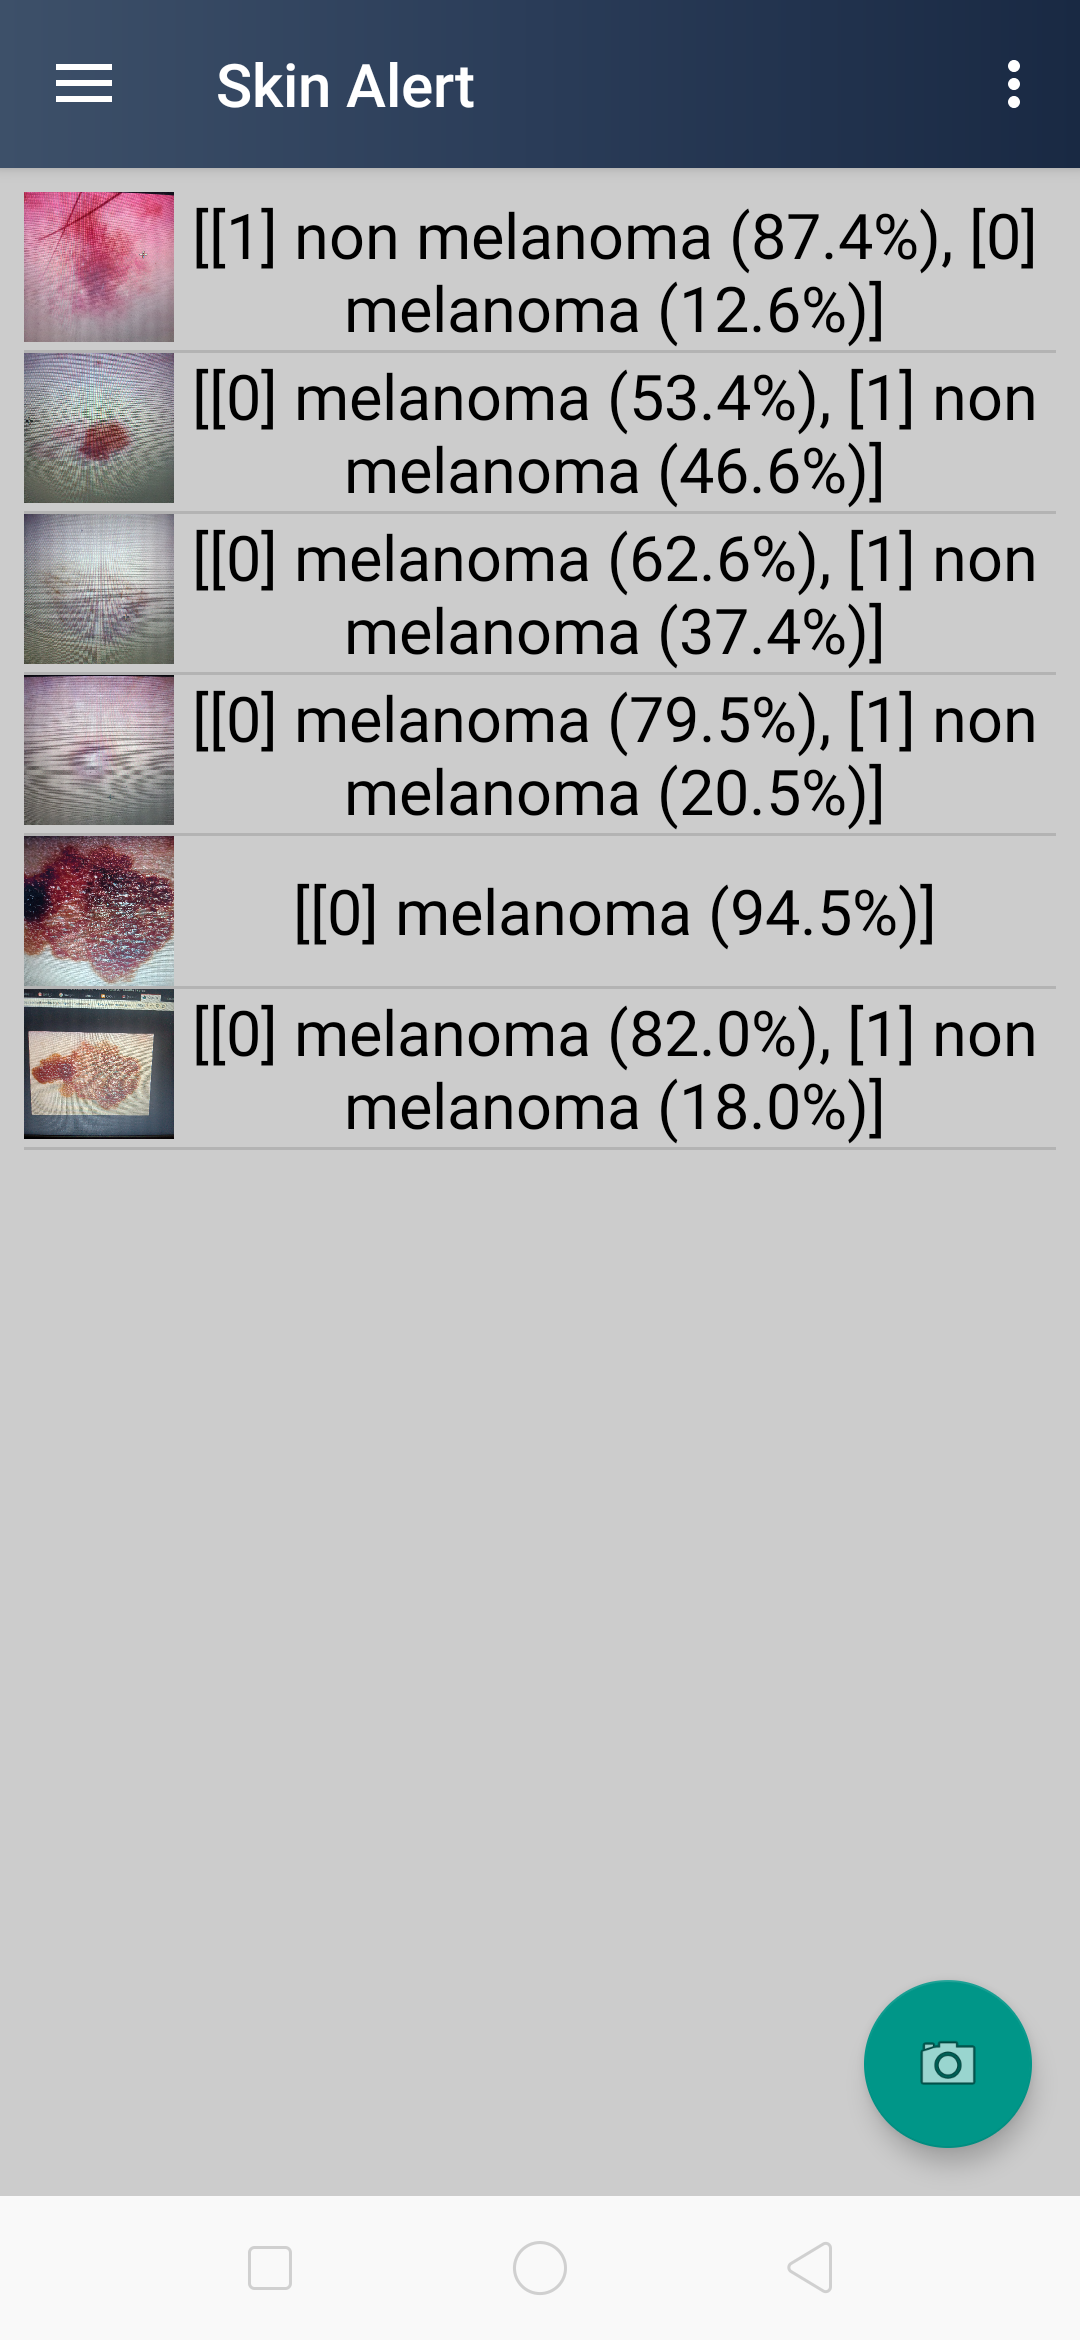 Skin Alert
[[1] non melanoma (87.4%), [0]
melanoma (12.6%)]
[[0] melanoma (53.4%), [1] non
melanoma (46.6%)]
[[0] melanoma (62.6%), [1] non
melanoma (37.4%)]
[[0] melanoma (79.5%), [1] non
melanoma (20.5%)]
[[0] melanoma (94.5%)]
[[0] melanoma (82.0%), [1] non
melanoma (18.0%)]